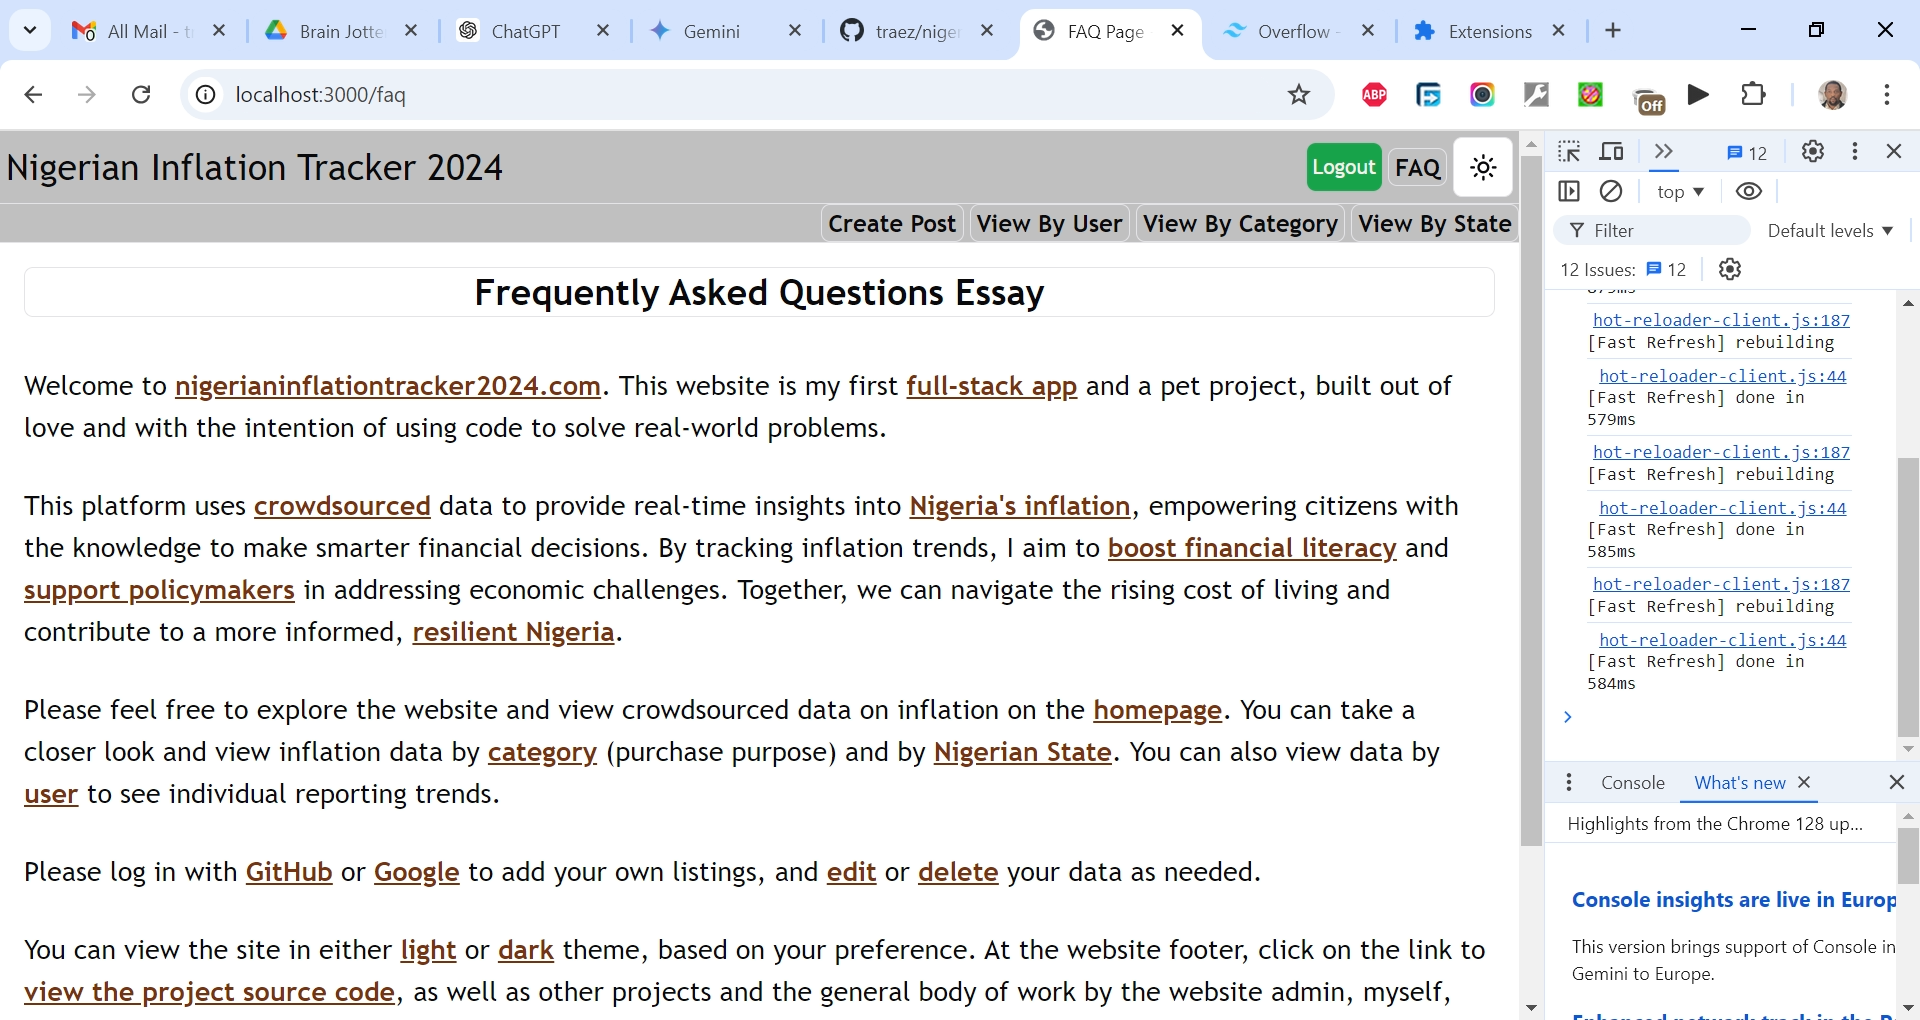 All Mail - t
Brain Jotte
ChatGPT
Gemini
traez/niger
FAQ Page
Overflow -
Extensions
localhost:3000/faq
ABP
Off
Nigerian Inflation Tracker 2024
Logout
FAQ
Create Post
View By User
View By Category
View By State
Frequently Asked Questions Essay
Welcome to nigerianinflationtracker2024.com. This website is my first full-stack app and a pet project, built out of
love and with the intention of using code to solve real-world problems.
This platform uses crowdsourced data to provide real-time insights into Nigeria's inflation, empowering citizens with
the knowledge to make smarter financial decisions. By tracking inflation trends, I aim to boost financial literacy and
support policymakers in addressing economic challenges. Together, we can navigate the rising cost of living and
contribute to a more informed, resilient Nigeria.
Please feel free to explore the website and view crowdsourced data on inflation on the homepage. You can take a
closer look and view inflation data by category (purchase purpose) and by Nigerian State. You can also view data by
user to see individual reporting trends.
Please log in with GitHub or Google to add your own listings, and edit or delete your data as needed.
You can view the site in either light or dark theme, based on your preference. At the website footer, click on the link to
view the project source code, as well as other projects and the general body of work by the website admin, myself,
12
top
Filter
Default levels
12 Issues: 12
hot-reloader-client.js:187
[Fast Refresh] rebuilding
hot-reloader-client.js:44
[Fast Refresh] done in
579ms
hot-reloader-client.js:187
[Fast Refresh] rebuilding
hot-reloader-client.js:44
[Fast Refresh] done in
585ms
hot-reloader-client.js:187
[Fast Refresh] rebuilding
hot-reloader-client.js:44
[Fast Refresh] done in
584ms
Console
What's new
Highlights from the Chrome 128 up...
Console insights are live in Europ
This version brings support of Console in
Gemini to Europe.